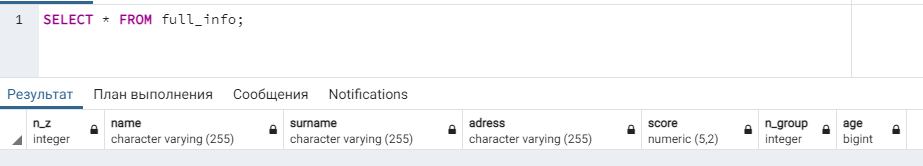 1 SELECT * FROM full_info;
Результат План выполнения Сообщения Notifications
n_z name surname adress score n_group age
integer character varying (255) character varying (255) character varying (255) numeric (5,2) integer bigint